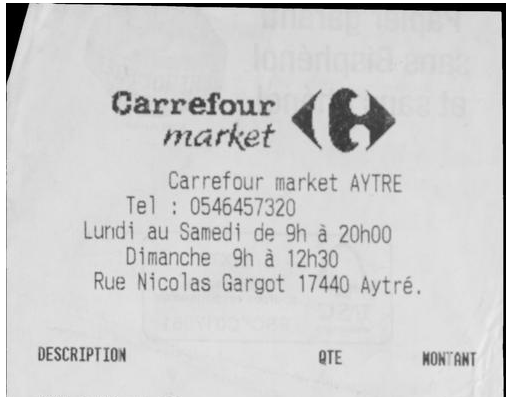 Papier garanti
sans Bisphénol
et sans
Carrefour
market
Carrefour market AYTRE
Tel : 0546457320
Lundi au Samedi de 9h à 20h00
Dimanche 9h à 12h30
Rue Nicolas Gargot 17440 Aytré.
DESCRIPTION QTE MONTANT